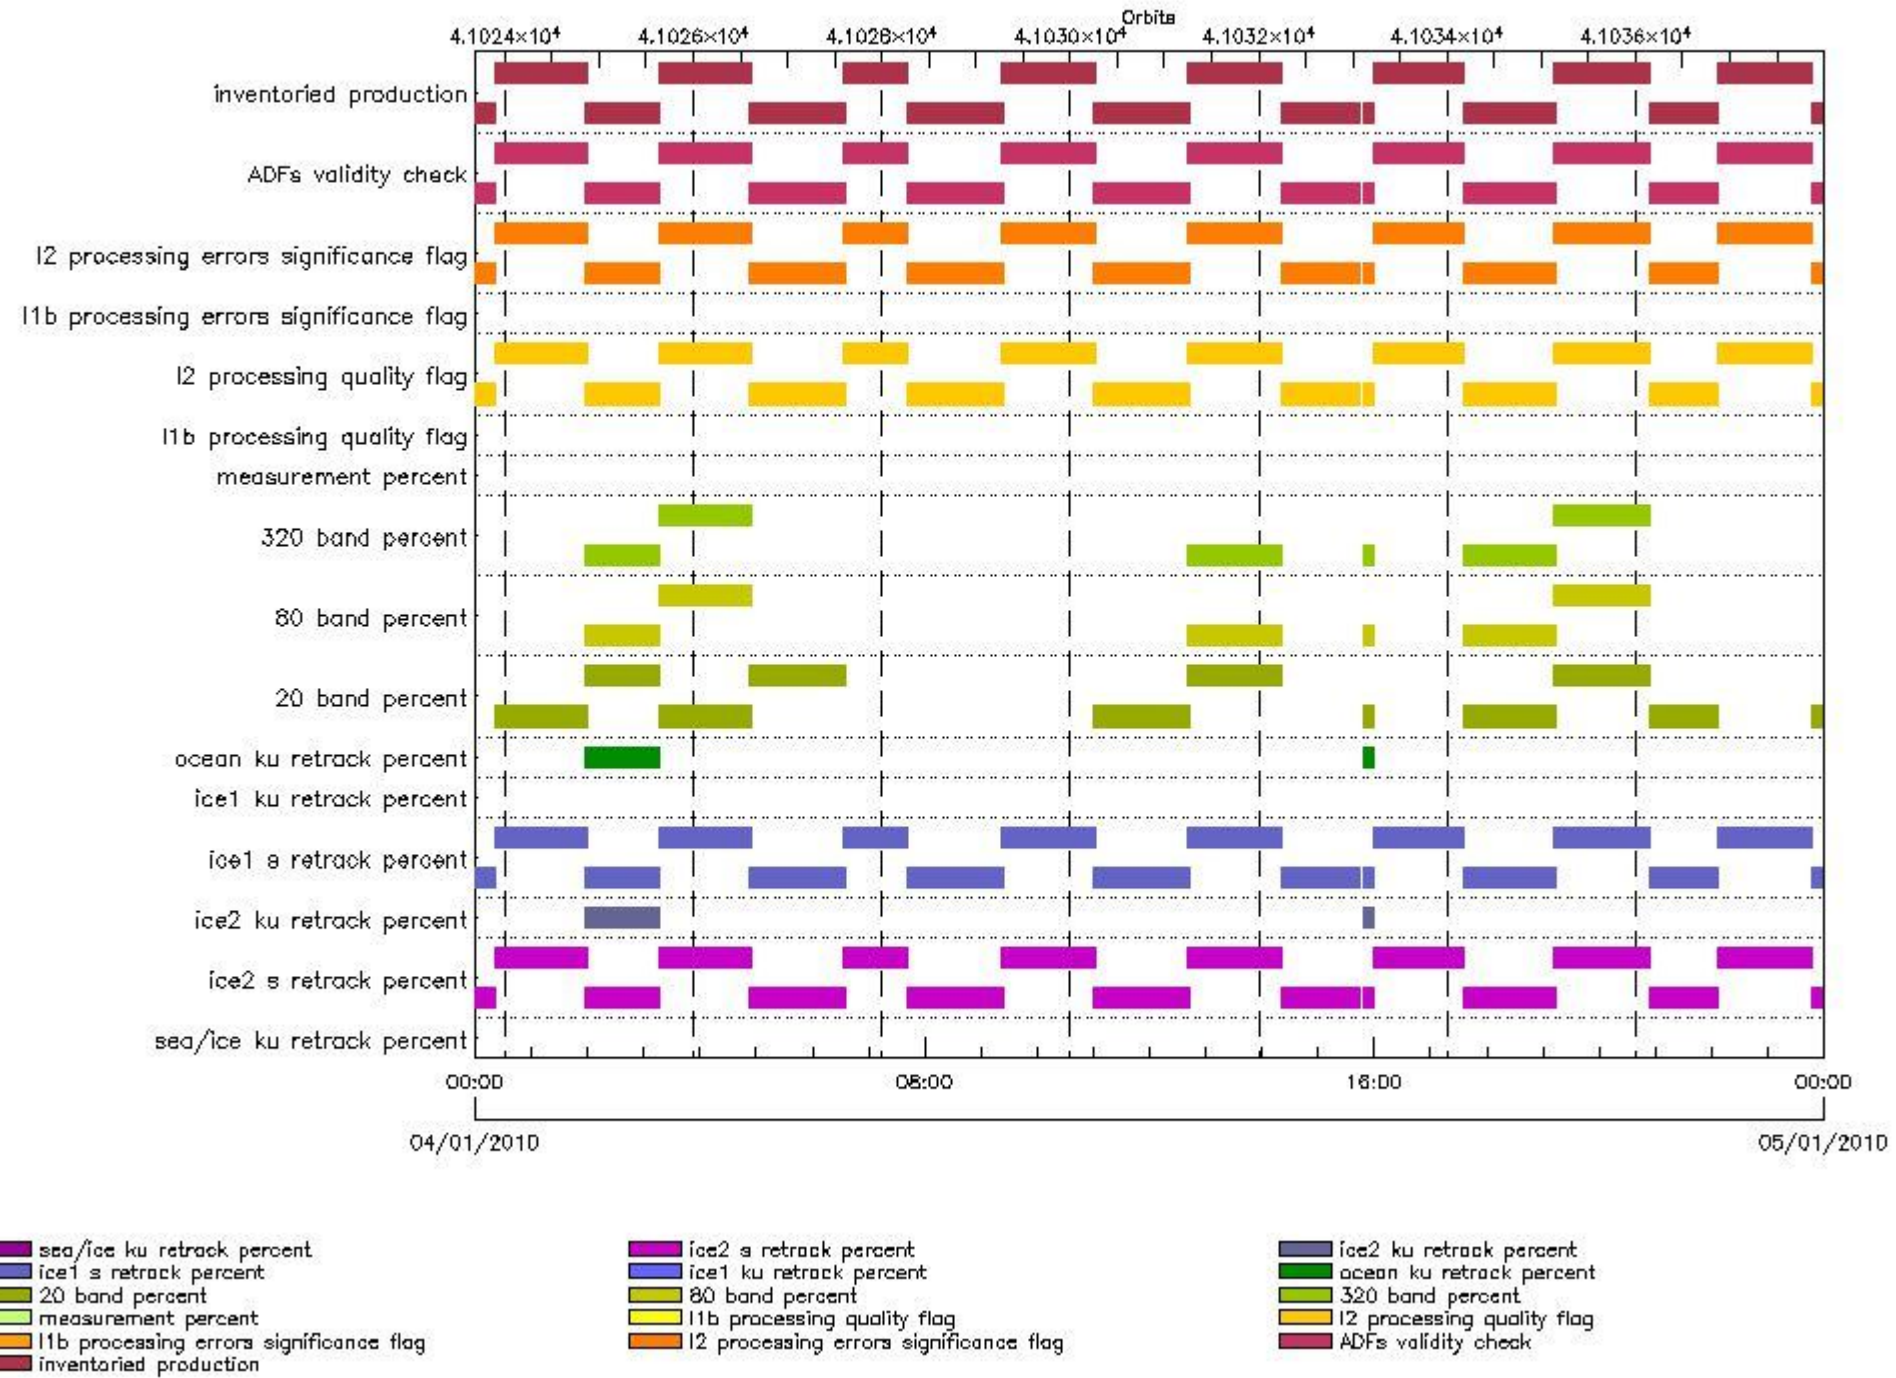 Orbits
4.1024×10⁴ 4.1026×10⁴ 4.1028×10⁴ 4.1030×10⁴ 4.1032×10⁴ 4.1034×10⁴ 4.1036×10⁴
inventoried production
ADFs validity check
l2 processing errors significance flag
l1b processing errors significance flag
l2 processing quality flag
l1b processing quality flag
measurement percent
320 band percent
80 band percent
20 band percent
ocean ku retrack percent
ice1 ku retrack percent
ice1 s retrack percent
ice2 ku retrack percent
ice2 s retrack percent
sea/ice ku retrack percent
00:00 08:00 16:00 00:00
04/01/2010 05/01/2010
sea/ice ku retrack percent ice2 s retrack percent ice2 ku retrack percent
ice1 s retrack percent ice1 ku retrack percent ocean ku retrack percent
20 band percent 80 band percent 320 band percent
measurement percent l1b processing quality flag l2 processing quality flag
l1b processing errors significance flag l2 processing errors significance flag ADFs validity check
inventoried production